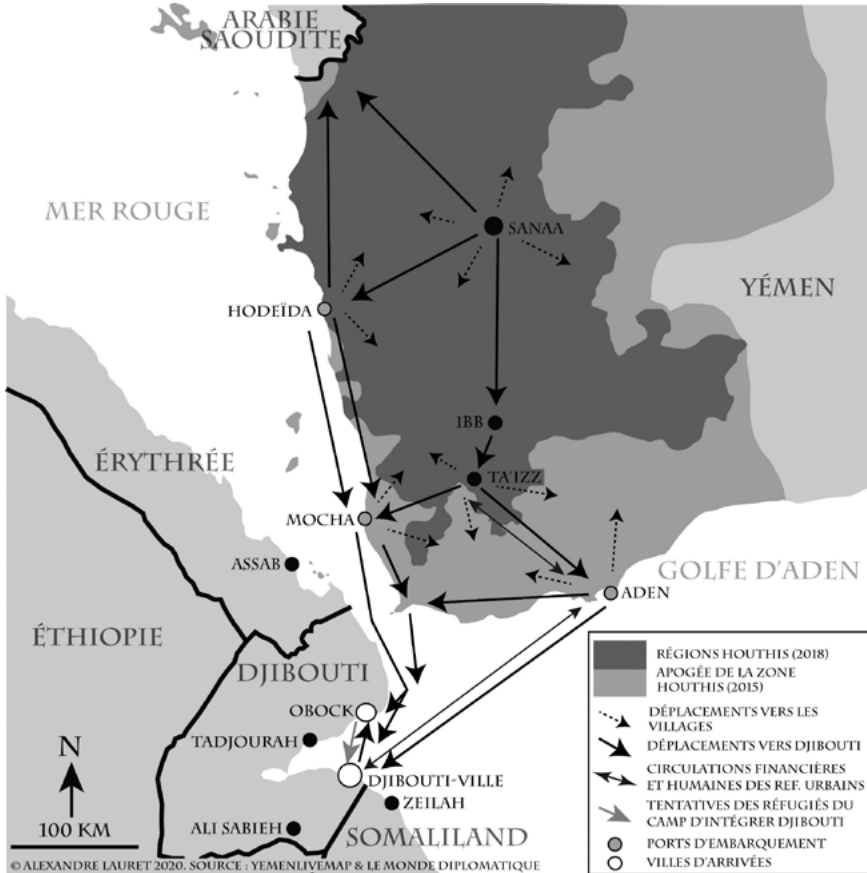 ARABIE
SAOUDITE
MER ROUGE
SANAA
YÉMEN
HODEÏDA
IBB
ÉRYTHRÉE
TA'IZZ
MOCHA
ASSAB
GOLFE D'ADEN
ADEN
ÉTHIOPIE
DJIBOUTI
OBOCK
TADJOURAH
DJIBOUTI-VILLE
ZEILAH
ALI SABIEH
SOMALILAND
N
100 KM
RÉGIONS HOUTHIS (2018)
APOGÉE DE LA ZONE
HOUTHIS (2015)
DÉPLACEMENTS VERS LES
VILLAGES
DÉPLACEMENTS VERS DJIBOUTI
CIRCULATIONS FINANCIÈRES
ET HUMAINES DES REF. URBAINS
TENTATIVES DES RÉFUGIÉS DU
CAMP D'INTÉGRER DJIBOUTI
PORTS D'EMBARQUEMENT
VILLES D'ARRIVÉES
© ALEXANDRE LAURET 2020. SOURCE : YEMENLIVEMAP & LE MONDE DIPLOMATIQUE